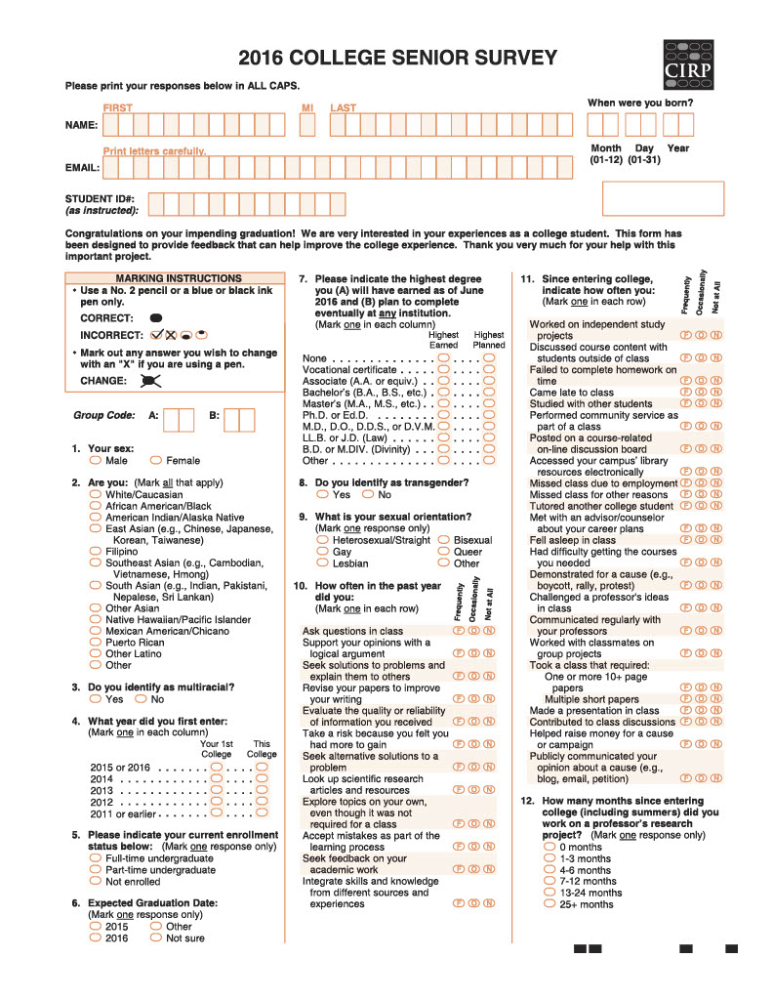 2016 COLLEGE SENIOR SURVEY
CIRP
Please print your responses below in ALL CAPS.
FIRST MI LAST
When were you born?
NAME:
Month Day Year
(01-12) (01-31)
Print letters carefully.
EMAIL:
STUDENT ID#:
(as instructed):
Congratulations on your impending graduation! We are very interested in your experiences as a college student. This form has
been designed to provide feedback that can help improve the college experience. Thank you very much for your help with this
important project.
MARKING INSTRUCTIONS
• Use a No. 2 pencil or a blue or black ink
pen only.
CORRECT:
INCORRECT:
• Mark out any answer you wish to change
with an "X" if you are using a pen.
CHANGE:
Group Code: A: B:
1. Your sex:
Male Female
2. Are you: (Mark all that apply)
White/Caucasian
African American/Black
American Indian/Alaska Native
East Asian (e.g., Chinese, Japanese,
Korean, Taiwanese)
Filipino
Southeast Asian (e.g., Cambodian,
Vietnamese, Hmong)
South Asian (e.g., Indian, Pakistani,
Nepalese, Sri Lankan)
Other Asian
Native Hawaiian/Pacific Islander
Mexican American/Chicano
Puerto Rican
Other Latino
Other
3. Do you identify as multiracial?
Yes No
4. What year did you first enter:
(Mark one in each column)
Your 1st This
College College
2015 or 2016 . . . . . . . . . . .
2014 . . . . . . . . . . . . . . . .
2013 . . . . . . . . . . . . . . . .
2012 . . . . . . . . . . . . . . . .
2011 or earlier . . . . . . . . . . .
5. Please indicate your current enrollment
status below: (Mark one response only)
Full-time undergraduate
Part-time undergraduate
Not enrolled
6. Expected Graduation Date:
(Mark one response only)
2015 Other
2016 Not sure
7. Please indicate the highest degree
you (A) will have earned as of June
2016 and (B) plan to complete
eventually at any institution.
(Mark one in each column)
Highest Highest
Earned Planned
None . . . . . . . . . . . . . . . . . .
Vocational certificate . . . . . . . . .
Associate (A.A. or equiv.) . . . . . .
Bachelor's (B.A., B.S., etc.) . . . . .
Master's (M.A., M.S., etc.) . . . . . .
Ph.D. or Ed.D. . . . . . . . . . . . .
M.D., D.O., D.D.S., or D.V.M. . . . .
LL.B. or J.D. (Law) . . . . . . . . . .
B.D. or M.DIV. (Divinity) . . . . . . .
Other . . . . . . . . . . . . . . . . . .
8. Do you identify as transgender?
Yes No
9. What is your sexual orientation?
(Mark one response only)
Heterosexual/Straight Bisexual
Gay Queer
Lesbian Other
10. How often in the past year
did you:
(Mark one in each row)
Frequently
Occasionally
Not at All
Ask questions in class F O N
Support your opinions with a
logical argument F O N
Seek solutions to problems and
explain them to others F O N
Revise your papers to improve
your writing F O N
Evaluate the quality or reliability
of information you received F O N
Take a risk because you felt you
had more to gain F O N
Seek alternative solutions to a
problem F O N
Look up scientific research
articles and resources F O N
Explore topics on your own,
even though it was not
required for a class F O N
Accept mistakes as part of the
learning process F O N
Seek feedback on your
academic work F O N
Integrate skills and knowledge
from different sources and
experiences F O N
11. Since entering college,
indicate how often you:
(Mark one in each row)
Frequently
Occasionally
Not at All
Worked on independent study
projects F O N
Discussed course content with
students outside of class F O N
Failed to complete homework on
time F O N
Came late to class F O N
Studied with other students F O N
Performed community service as
part of a class F O N
Posted on a course-related
on-line discussion board F O N
Accessed your campus' library
resources electronically F O N
Missed class due to employment F O N
Missed class for other reasons F O N
Tutored another college student F O N
Met with an advisor/counselor
about your career plans F O N
Fell asleep in class F O N
Had difficulty getting the courses
you needed F O N
Demonstrated for a cause (e.g.,
boycott, rally, protest) F O N
Challenged a professor's ideas
in class F O N
Communicated regularly with
your professors F O N
Worked with classmates on
group projects F O N
Took a class that required:
One or more 10+ page
papers F O N
Multiple short papers F O N
Made a presentation in class F O N
Contributed to class discussions F O N
Helped raise money for a cause
or campaign F O N
Publicly communicated your
opinion about a cause (e.g.,
blog, email, petition) F O N
12. How many months since entering
college (including summers) did you
work on a professor's research
project? (Mark one response only)
0 months
1-3 months
4-6 months
7-12 months
13-24 months
25+ months